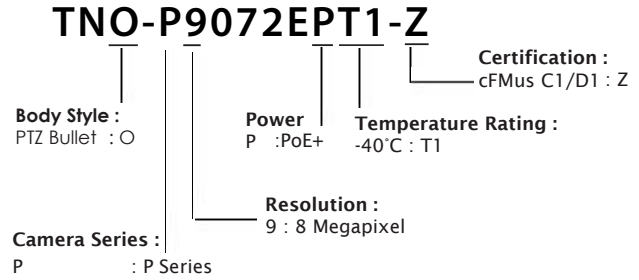 TNO-P9072EPT1-Z
Certification :
cFMus C1/D1 : Z
Body Style :
PTZ Bullet : O
Power
P :PoE+
Temperature Rating :
-40°C : T1
Resolution :
9 : 8 Megapixel
Camera Series :
P : P Series